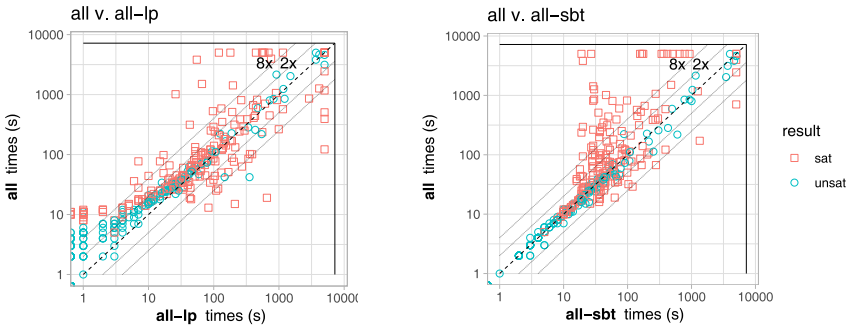 all v. all-lp
10000
1000
100
10
1
all times (s)
8x 2x
1 10 100 1000 10000
all-lp times (s)
all v. all-sbt
10000
1000
100
10
1
all times (s)
8x 2x
1 10 100 1000 10000
all-sbt times (s)
result
sat
unsat